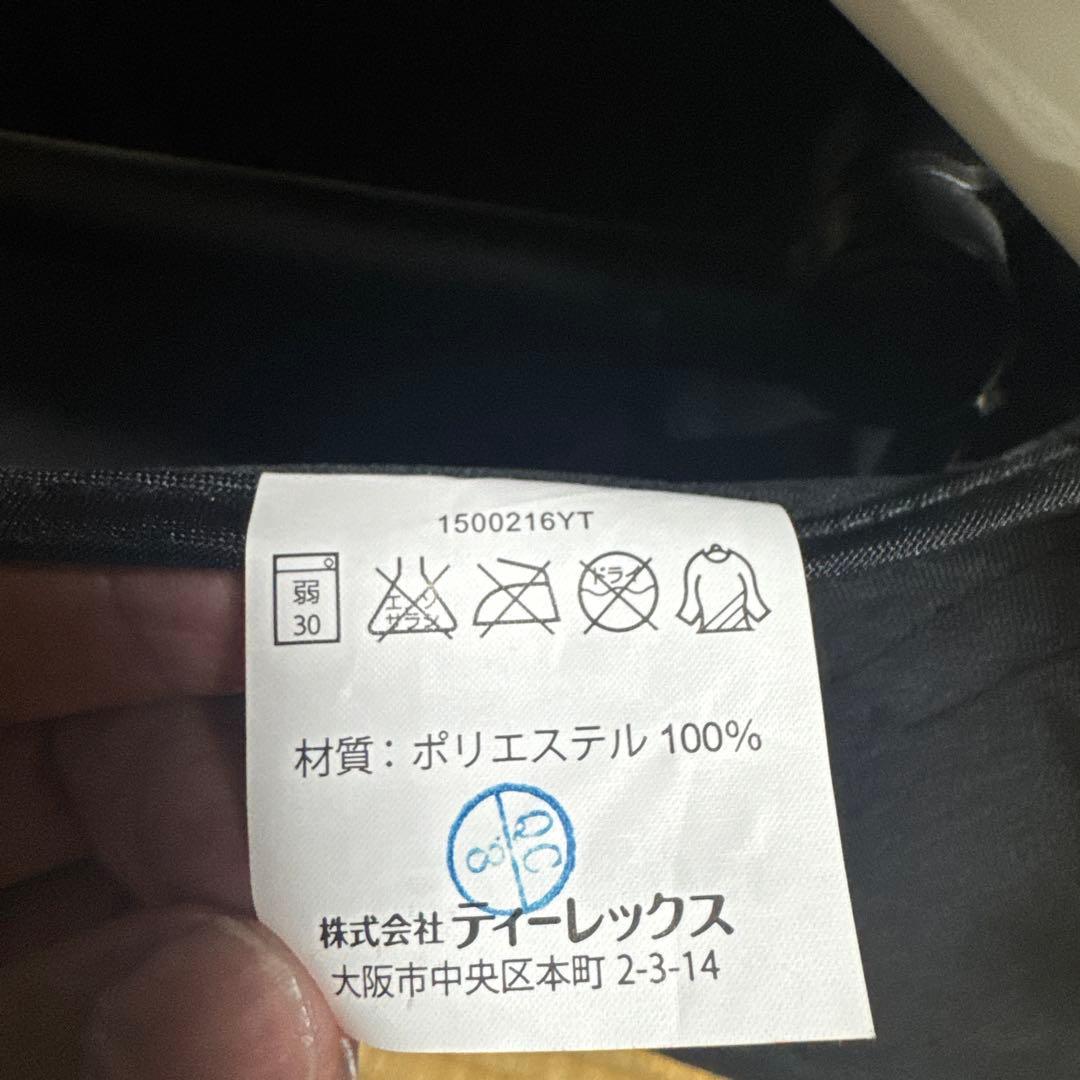 1500216YT
弱
30
エンソ
サラシ
ドライ
材質：ポリエステル 100%
QC
8
株式会社 ティーレックス
大阪市中央区本町 2-3-14